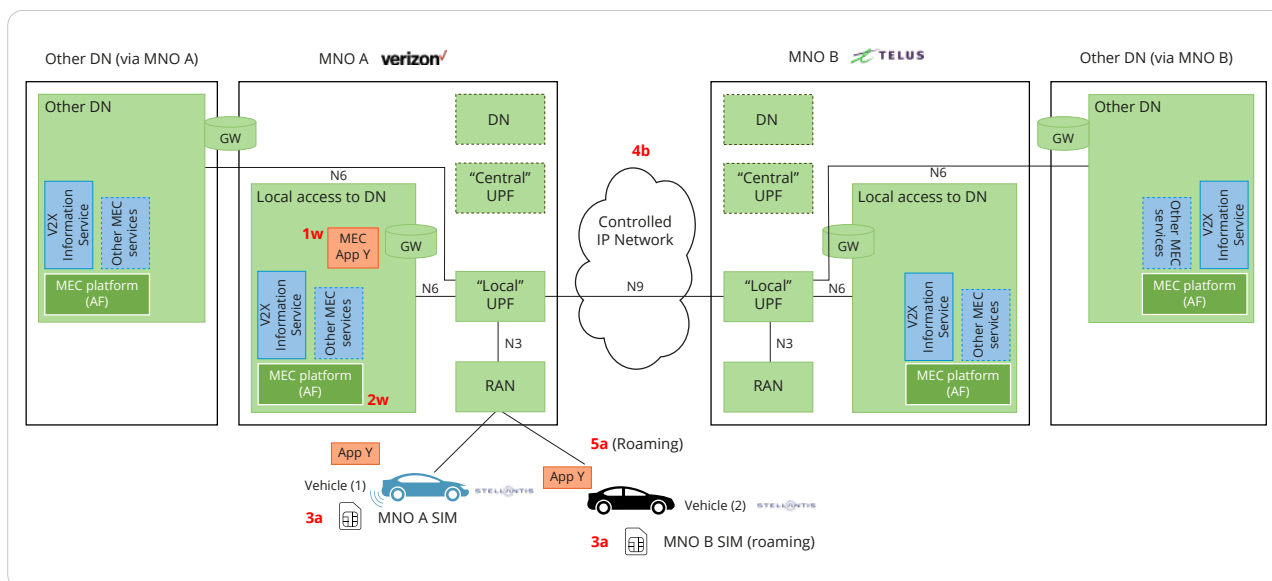 Other DN (via MNO A)
MNO A verizon✓
MNO B TELUS
Other DN (via MNO B)
Other DN
GW
N6
V2X
Information
Service
Other MEC
services
MEC platform
(AF)
DN
“Central”
UPF
Local access to DN
1w
MEC
App Y
GW
N6
“Local”
UPF
V2X
Information
Service
Other MEC
services
MEC platform
(AF)
2w
N3
RAN
4b
Controlled
IP Network
N9
DN
“Central”
UPF
“Local”
UPF
N6
N3
RAN
N6
Local access to DN
GW
V2X
Information
Service
Other MEC
services
MEC platform
(AF)
GW
Other DN
Other MEC
services
V2X
Information
Service
MEC platform
(AF)
App Y
Vehicle (1)
STELLANTIS
3a
MNO A SIM
5a (Roaming)
App Y
Vehicle (2)
STELLANTIS
3a
MNO B SIM (roaming)